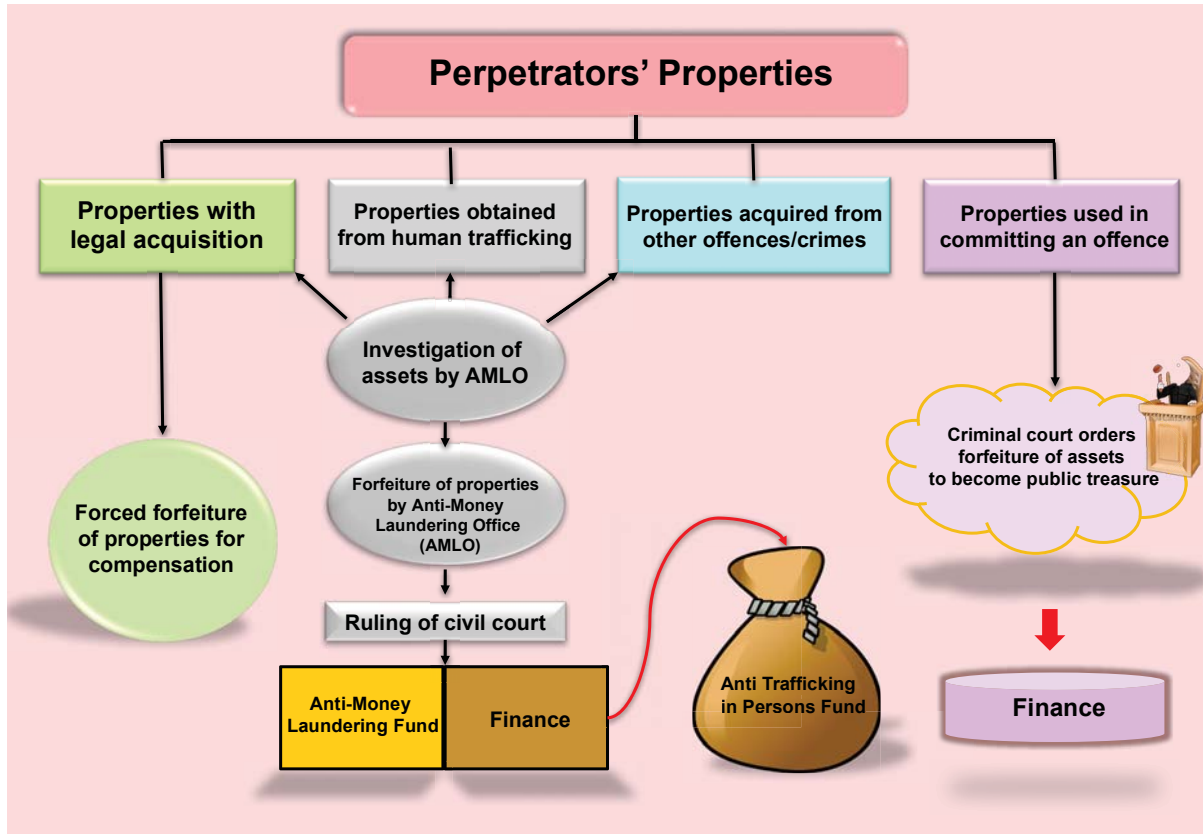 Perpetrators’ Properties
Properties with
legal acquisition
Properties obtained
from human trafficking
Properties acquired from
other offences/crimes
Properties used in
committing an offence
Investigation of
assets by AMLO
Criminal court orders
forfeiture of assets
to become public treasure
Forced forfeiture
of properties for
compensation
Forfeiture of properties
by Anti-Money
Laundering Office
(AMLO)
Ruling of civil court
Anti-Money
Laundering Fund
Finance
Anti Trafficking
in Persons Fund
Finance